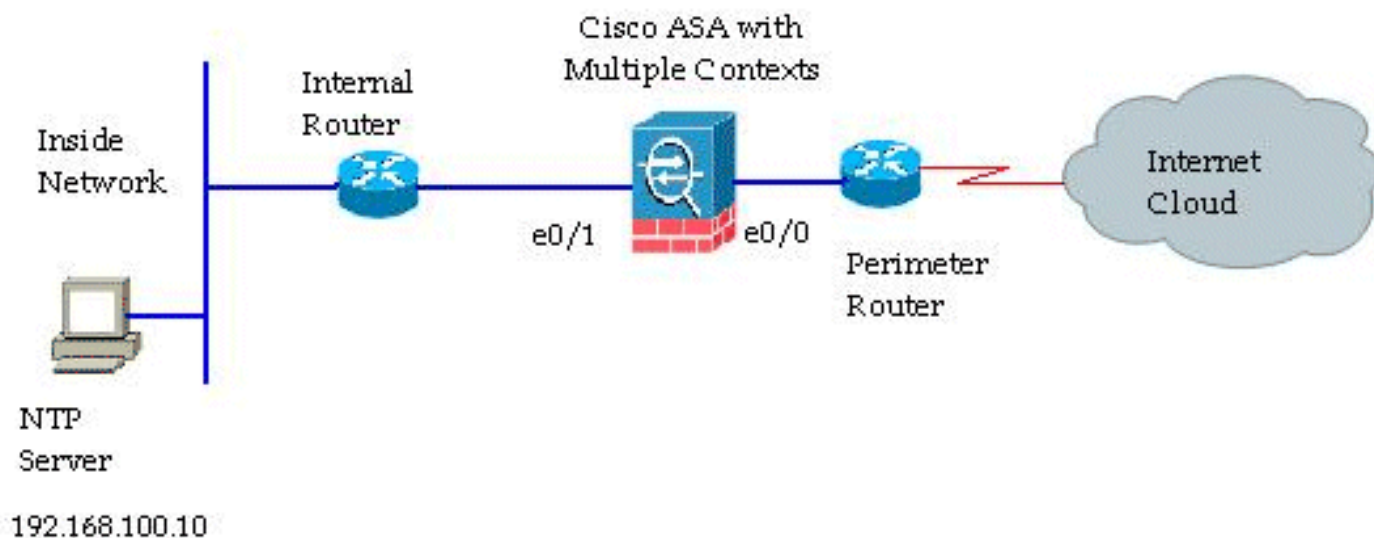 Cisco ASA with
Multiple Contexts
Internal
Router
Inside
Network
Internet
Cloud
e0/1
e0/0
Perimeter
Router
NTP
Server
192.168.100.10